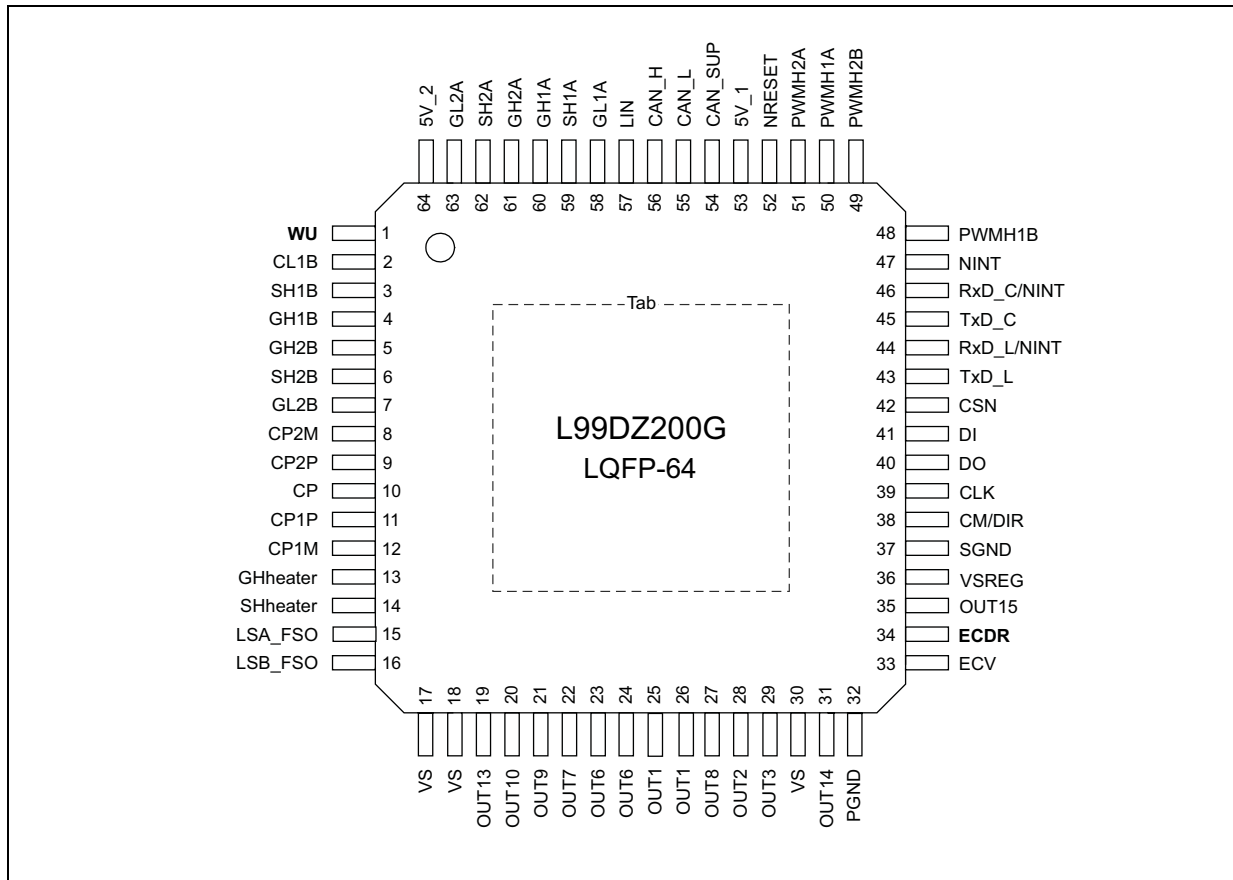 5V_2
GL2A
SH2A
GH2A
GH1A
SH1A
GL1A
LIN
CAN_H
CAN_L
CAN_SUP
5V_1
NRESET
PWMH2A
PWMH1A
PWMH2B
64 63 62 61 60 59 58 57 56 55 54 53 52 51 50 49
WU 1
CL1B 2
SH1B 3
GH1B 4
GH2B 5
SH2B 6
GL2B 7
CP2M 8
CP2P 9
CP 10
CP1P 11
CP1M 12
GHheater 13
SHheater 14
LSA_FSO 15
LSB_FSO 16
Tab
L99DZ200G
LQFP-64
48 PWMH1B
47 NINT
46 RxD_C/NINT
45 TxD_C
44 RxD_L/NINT
43 TxD_L
42 CSN
41 DI
40 DO
39 CLK
38 CM/DIR
37 SGND
36 VSREG
35 OUT15
34 ECDR
33 ECV
17 18 19 20 21 22 23 24 25 26 27 28 29 30 31 32
VS
VS
OUT13
OUT10
OUT9
OUT7
OUT6
OUT6
OUT1
OUT1
OUT8
OUT2
OUT3
VS
OUT14
PGND